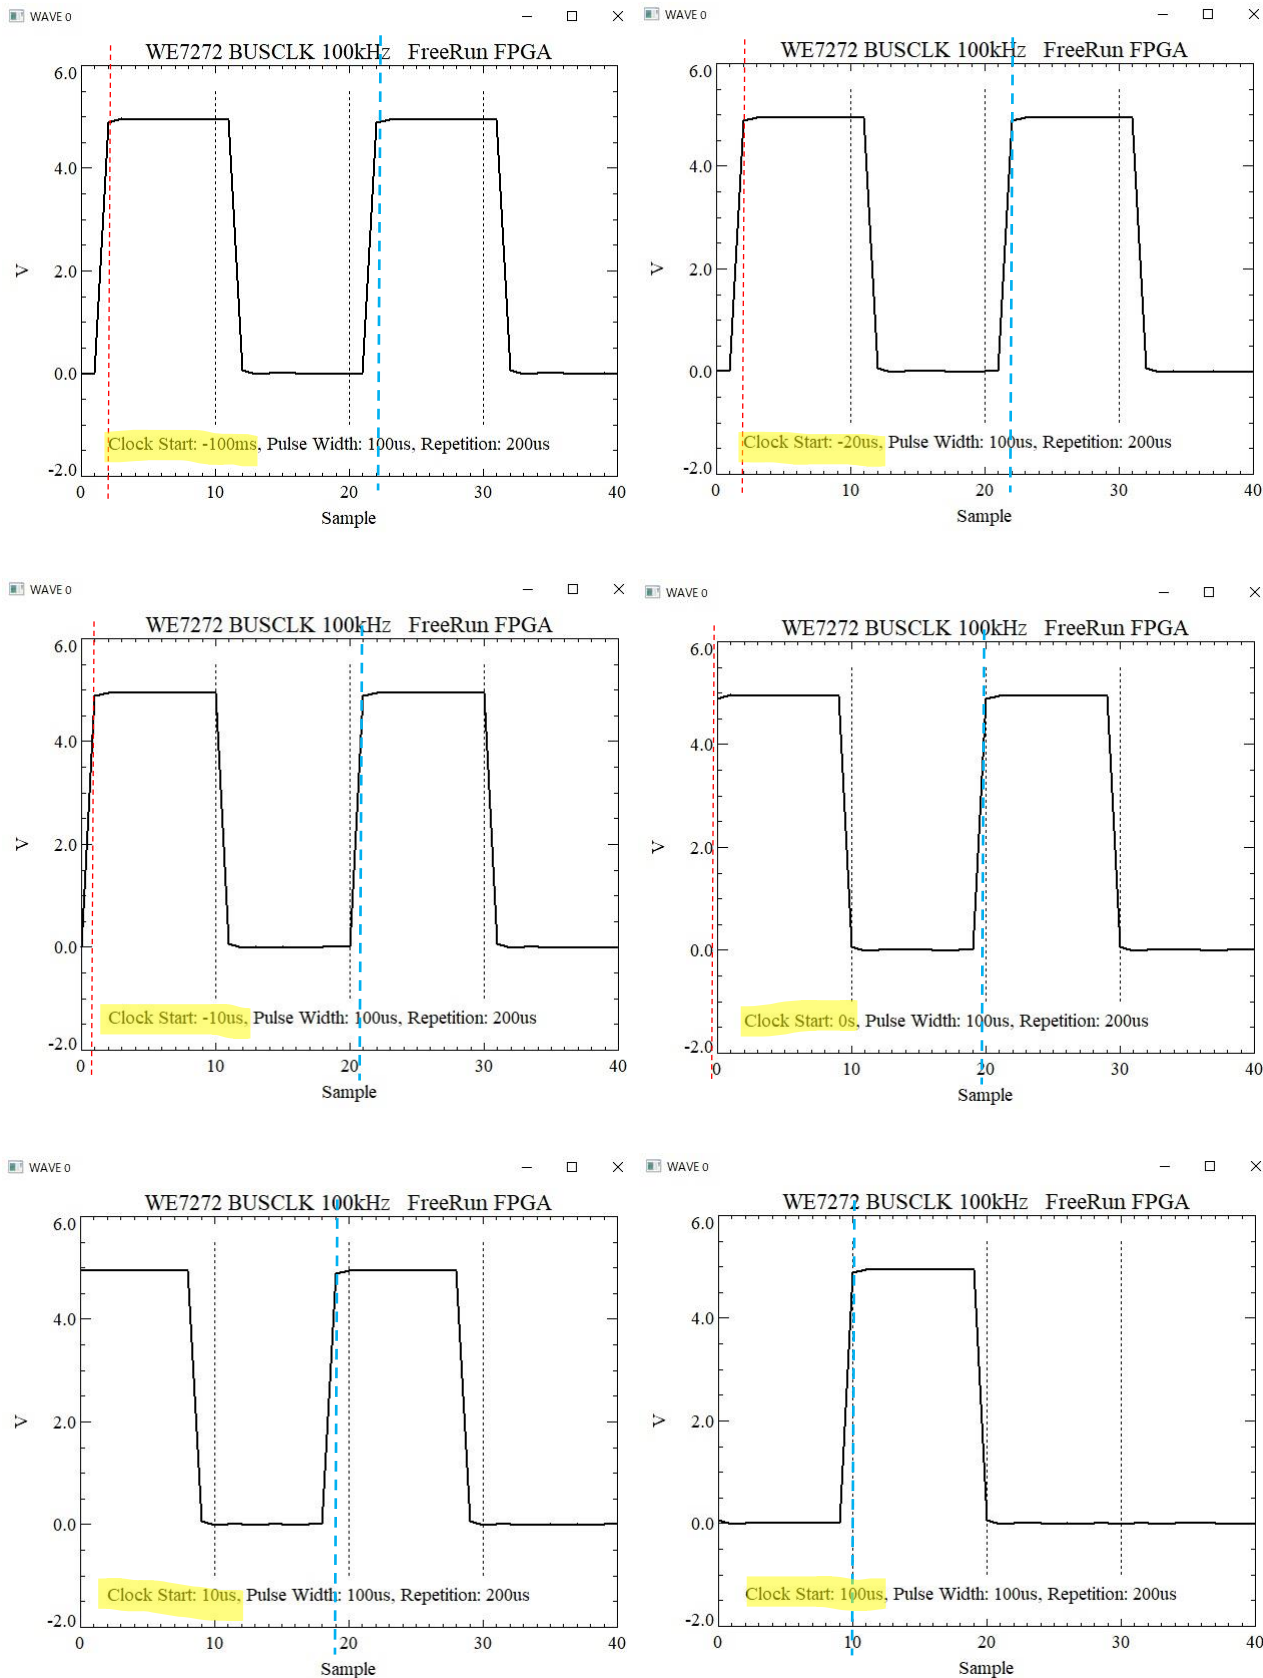 WAVE 0
WE7272 BUSCLK 100kHz FreeRun FPGA
6.0
4.0
2.0
0.0
-2.0
V
Clock Start: -100ms, Pulse Width: 100us, Repetition: 200us
0 10 20 30 40
Sample
WAVE 0
WE7272 BUSCLK 100kHz FreeRun FPGA
6.0
4.0
2.0
0.0
-2.0
V
Clock Start: -20us, Pulse Width: 100us, Repetition: 200us
0 10 20 30 40
Sample
WAVE 0
WE7272 BUSCLK 100kHz FreeRun FPGA
6.0
4.0
2.0
0.0
-2.0
V
Clock Start: -10us, Pulse Width: 100us, Repetition: 200us
0 10 20 30 40
Sample
WAVE 0
WE7272 BUSCLK 100kHz FreeRun FPGA
6.0
4.0
2.0
0.0
-2.0
V
Clock Start: 0s, Pulse Width: 100us, Repetition: 200us
0 10 20 30 40
Sample
WAVE 0
WE7272 BUSCLK 100kHz FreeRun FPGA
6.0
4.0
2.0
0.0
-2.0
V
Clock Start: 10us, Pulse Width: 100us, Repetition: 200us
0 10 20 30 40
Sample
WAVE 0
WE7272 BUSCLK 100kHz FreeRun FPGA
6.0
4.0
2.0
0.0
-2.0
V
Clock Start: 100us, Pulse Width: 100us, Repetition: 200us
0 10 20 30 40
Sample